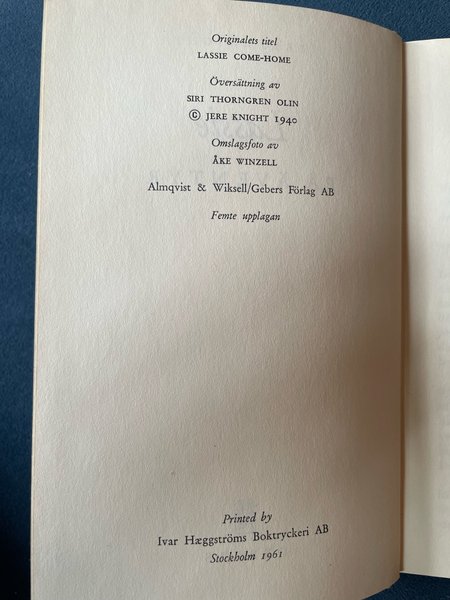 Originalets titel
LASSIE COME-HOME
Översättning av
SIRI THORNGREN OLIN
© JERE KNIGHT 1940
Omslagsfoto av
ÅKE WINZELL
Almqvist & Wiksell/Gebers Förlag AB
Femte upplagan
Printed by
Ivar Hæggströms Boktryckeri AB
Stockholm 1961